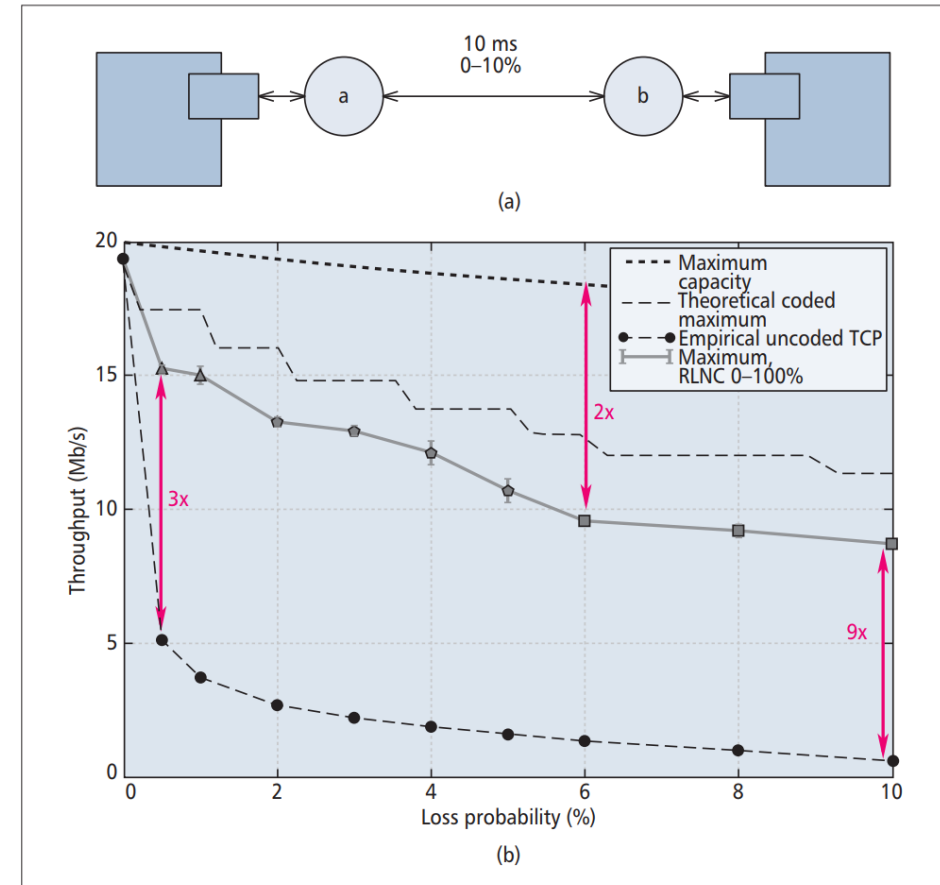 10 ms
0–10%
a
b
(a)
20
15
10
5
0
Throughput (Mb/s)
Maximum
capacity
Theoretical coded
maximum
Empirical uncoded TCP
Maximum,
RLNC 0–100%
3x
2x
9x
0
2
4
6
8
10
Loss probability (%)
(b)